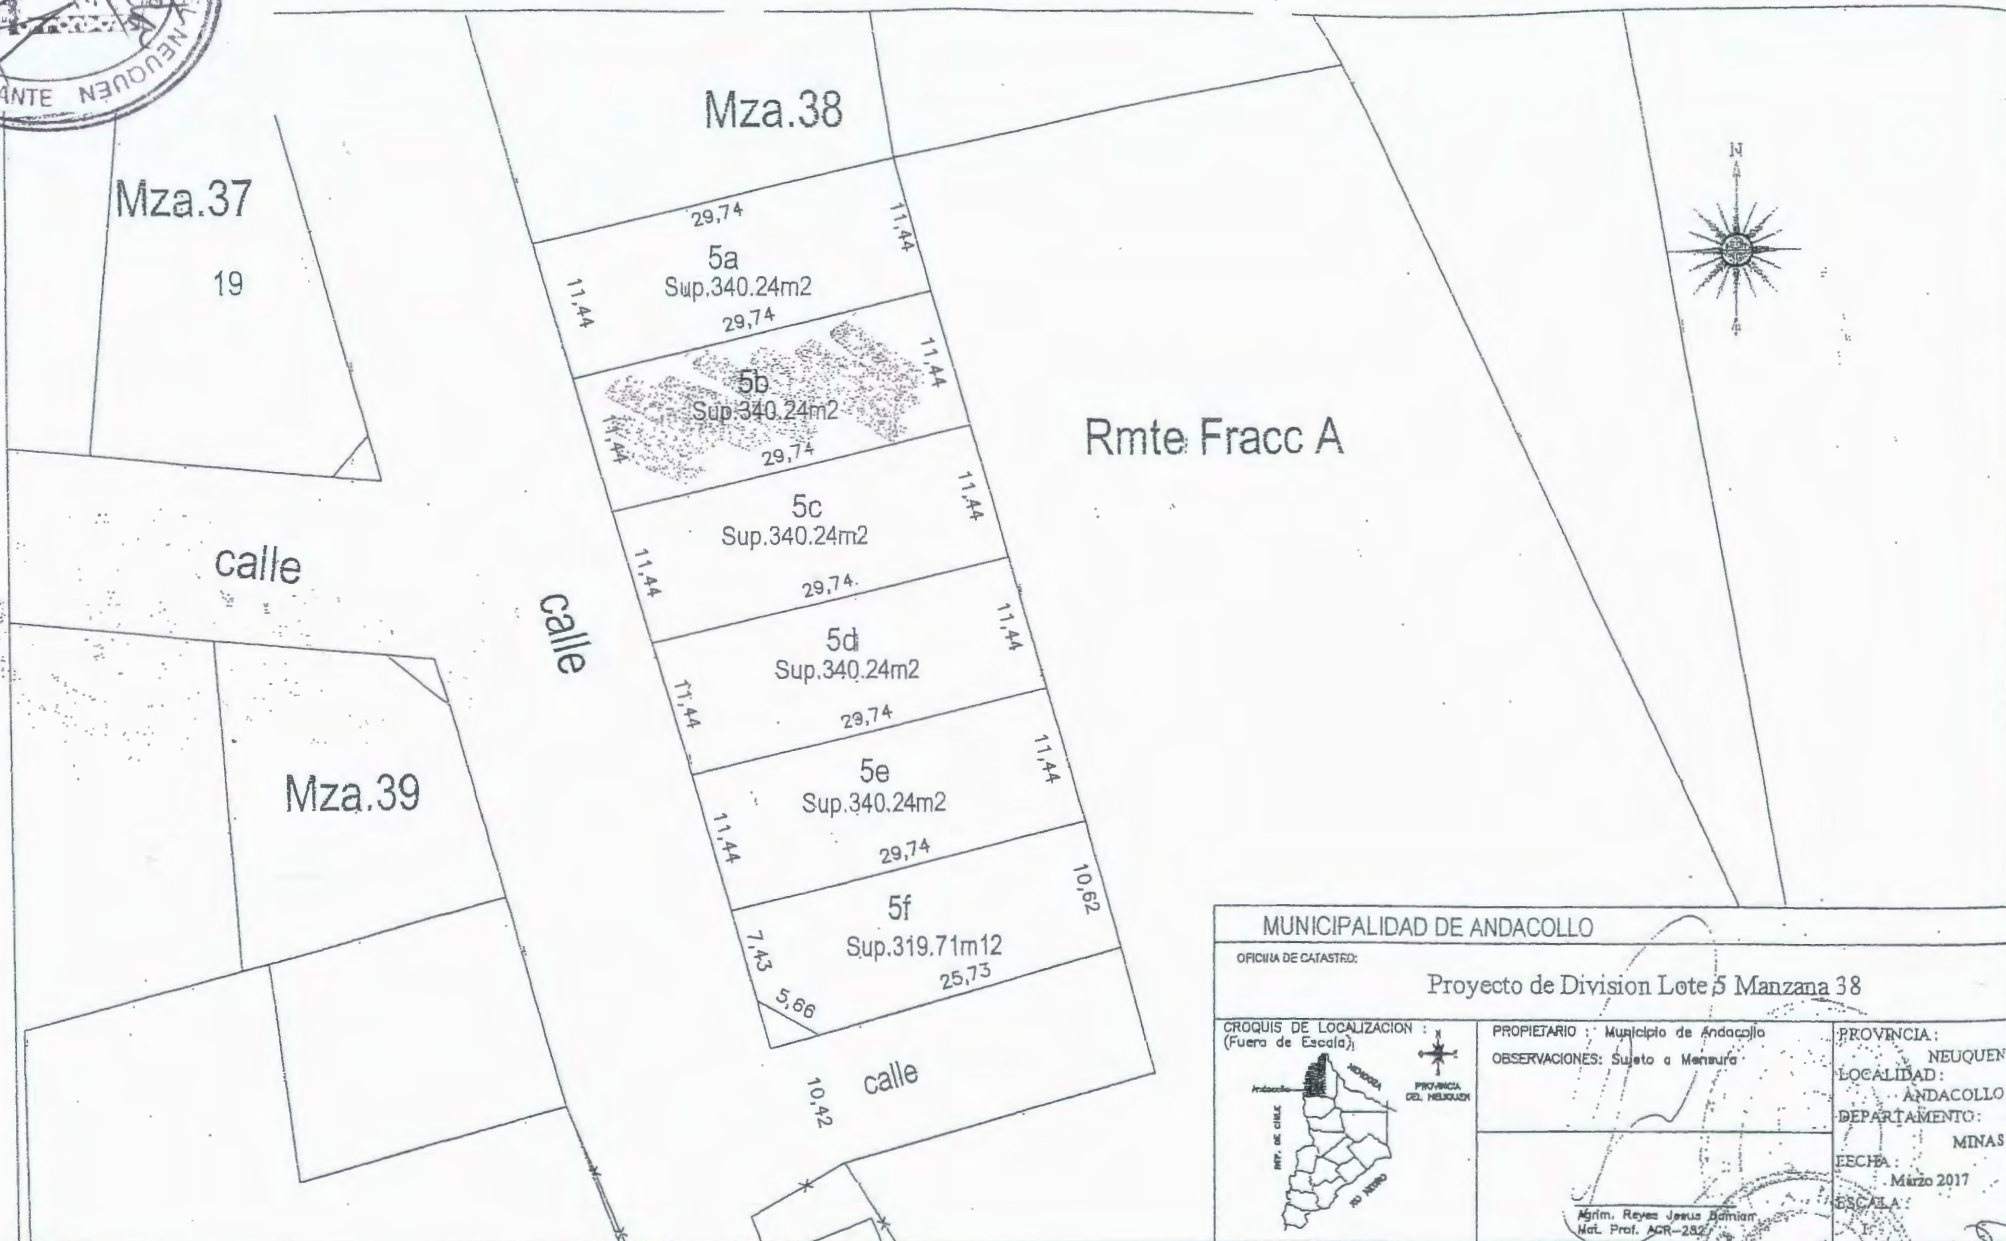 NEUQUEN
Mza.38
Mza.37
19
29,74
11,44
5a
Sup.340.24m2
11,44
29,74
11,44
5b
Sup.340.24m2
11,44
29,74
11,44
5c
Sup.340.24m2
11,44
29,74
11,44
5d
Sup.340.24m2
11,44
29,74
11,44
5e
Sup.340.24m2
11,44
29,74
10,62
5f
Sup.319.71m12
7,43
25,73
5,66
calle
10,42
calle
calle
Mza.39
Rmte Fracc A
N
MUNICIPALIDAD DE ANDACOLLO
OFICINA DE CATASTRO:
Proyecto de Division Lote 5 Manzana 38
CROQUIS DE LOCALIZACION :
(Fuera de Escala)
N
Andacollo
MENDOZA
PROVINCIA
DEL NEUQUEN
REP. DE CHILE
RIO NEGRO
PROPIETARIO : Municipio de Andacollo
OBSERVACIONES: Sujeto a Mensura
Agrim. Reyes Jesus Damian
Mat. Prof. AGR-282
PROVINCIA:
NEUQUEN
LOCALIDAD:
ANDACOLLO
DEPARTAMENTO:
MINAS
FECHA:
Marzo 2017
ESCALA: